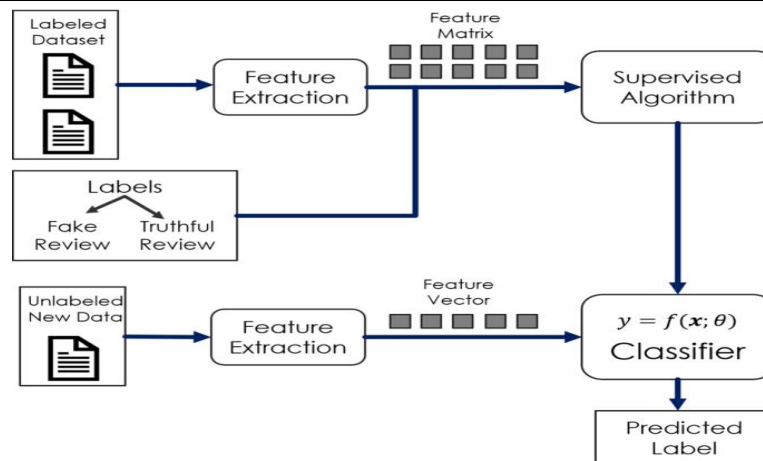 Labeled
Dataset
Feature
Extraction
Feature
Matrix
Supervised
Algorithm
Labels
Fake
Review
Truthful
Review
Unlabeled
New Data
Feature
Extraction
Feature
Vector
y = f(x; θ)
Classifier
Predicted
Label